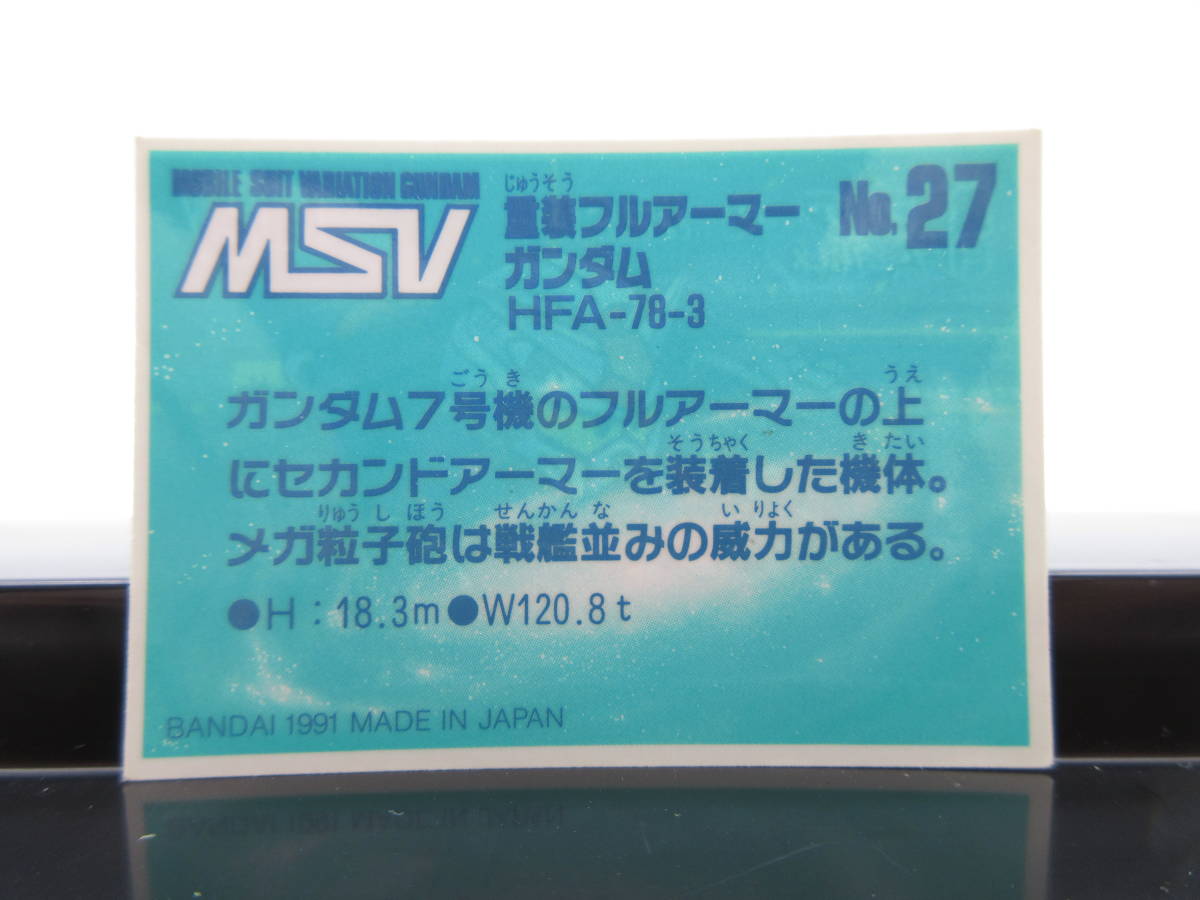 MOBILE SUIT VARIATION GUNDAM
MSV
じゅうそう
重装フルアーマー
ガンダム
HFA-78-3
No.27
ごうき うえ
ガンダム7号機のフルアーマーの上
そうちゃく きたい
にセカンドアーマーを装着した機体。
りゅうしほう せんかんな いりょく
メガ粒子砲は戦艦並みの威力がある。
●H：18.3m●W120.8t
BANDAI 1991 MADE IN JAPAN